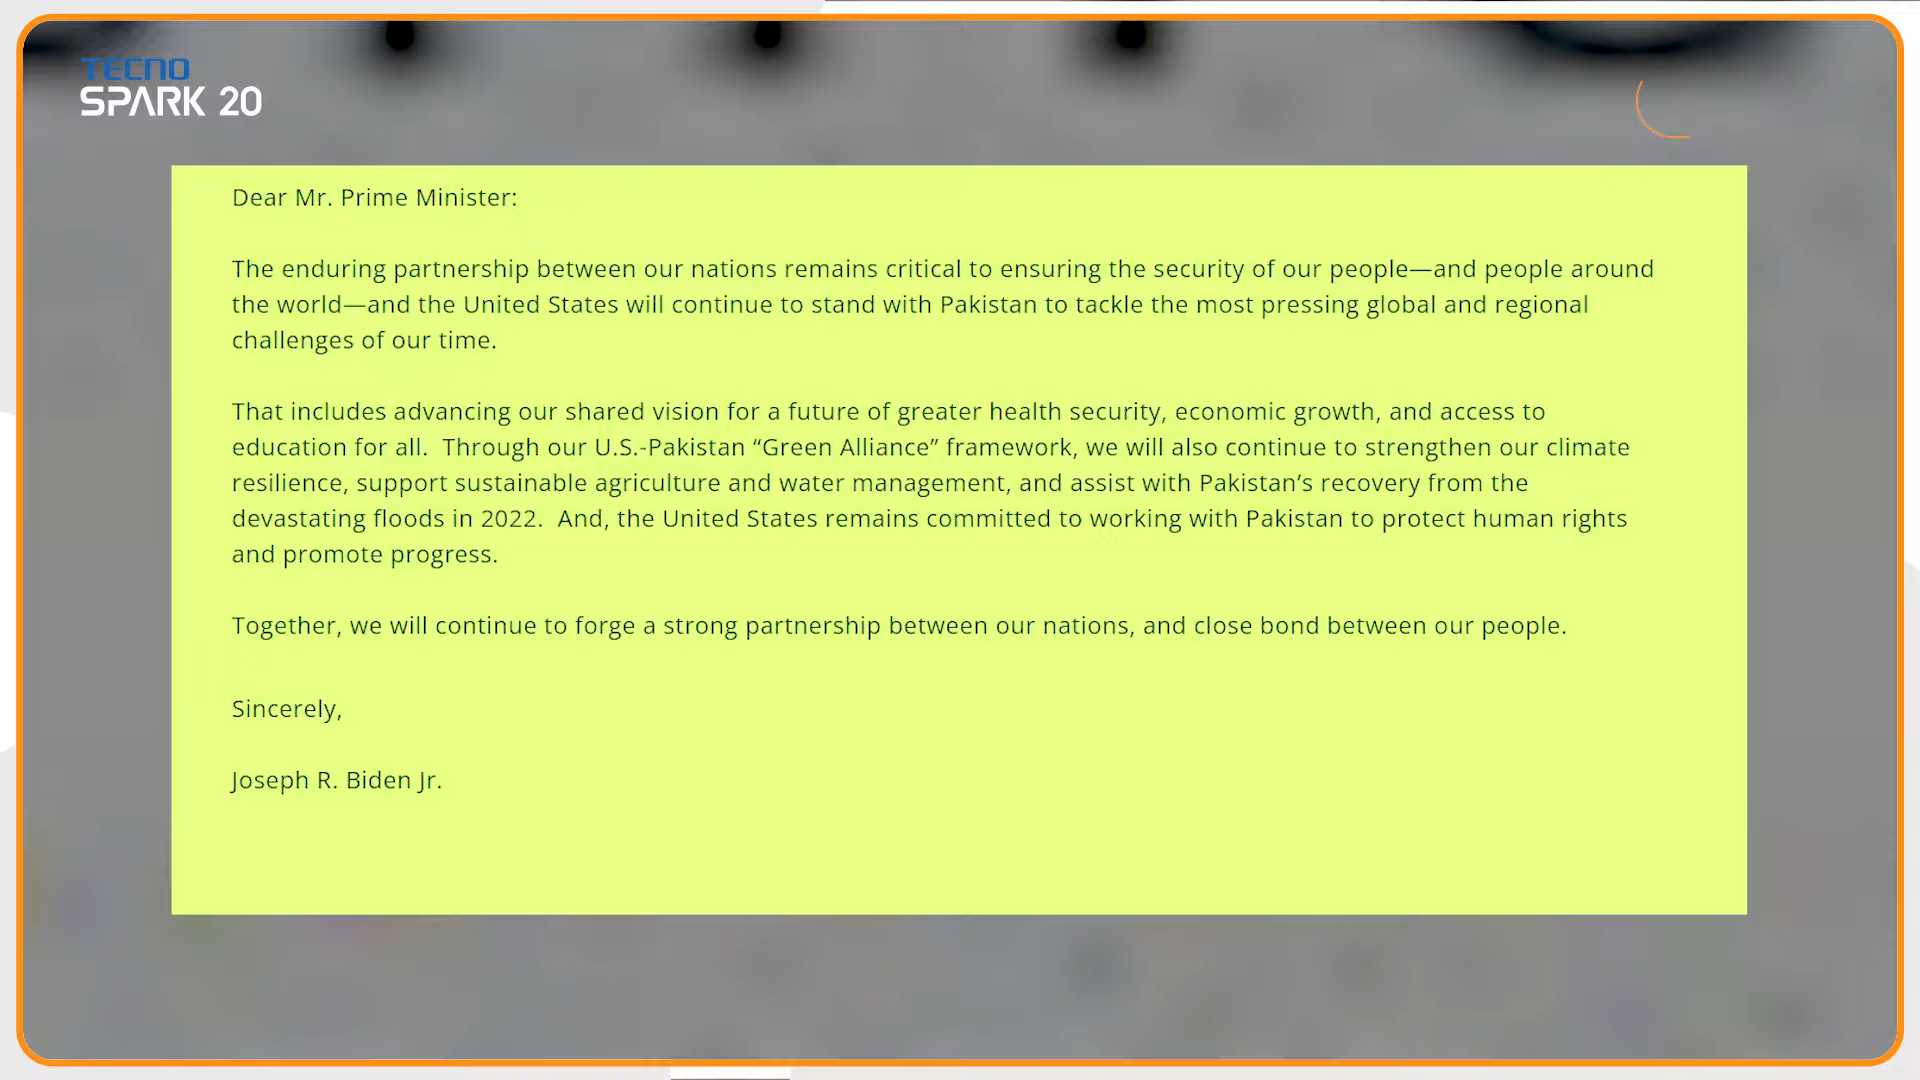 TECNO
SPARK 20
Dear Mr. Prime Minister:
The enduring partnership between our nations remains critical to ensuring the security of our people—and people around
the world—and the United States will continue to stand with Pakistan to tackle the most pressing global and regional
challenges of our time.
That includes advancing our shared vision for a future of greater health security, economic growth, and access to
education for all.  Through our U.S.-Pakistan “Green Alliance” framework, we will also continue to strengthen our climate
resilience, support sustainable agriculture and water management, and assist with Pakistan’s recovery from the
devastating floods in 2022.  And, the United States remains committed to working with Pakistan to protect human rights
and promote progress.
Together, we will continue to forge a strong partnership between our nations, and close bond between our people.
Sincerely,
Joseph R. Biden Jr.